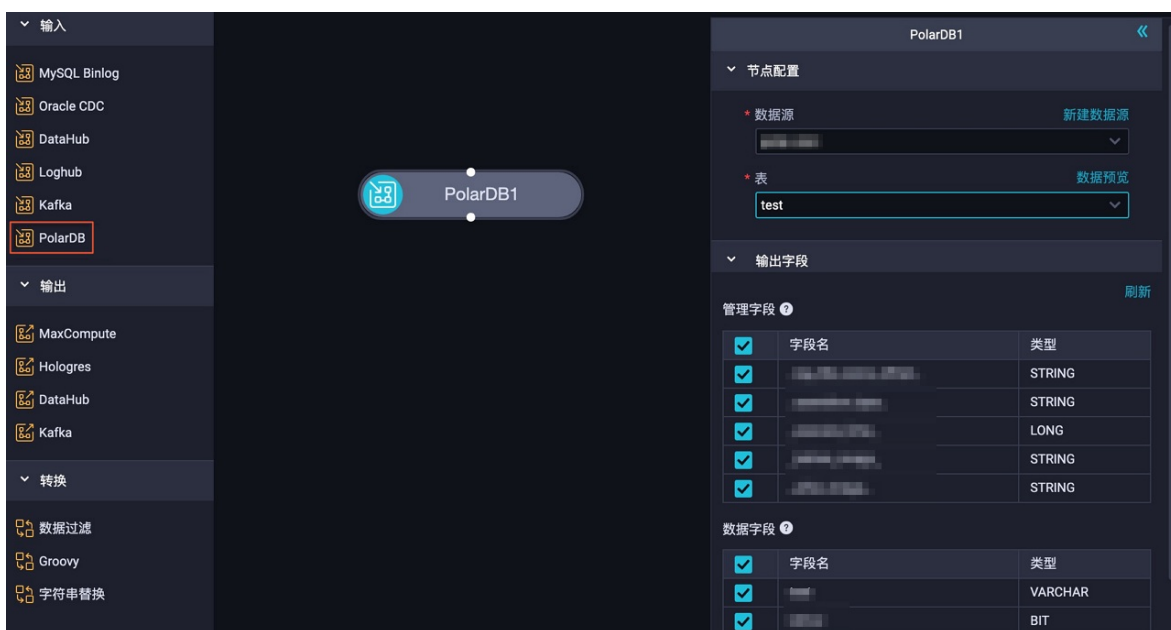 输入
MySQL Binlog
Oracle CDC
DataHub
Loghub
Kafka
PolarDB
输出
MaxCompute
Hologres
DataHub
Kafka
转换
数据过滤
Groovy
字符串替换
PolarDB1
PolarDB1
节点配置
* 数据源 新建数据源
* 表 数据预览
test
输出字段
刷新
管理字段
字段名 类型
STRING
STRING
LONG
STRING
STRING
数据字段
字段名 类型
VARCHAR
BIT